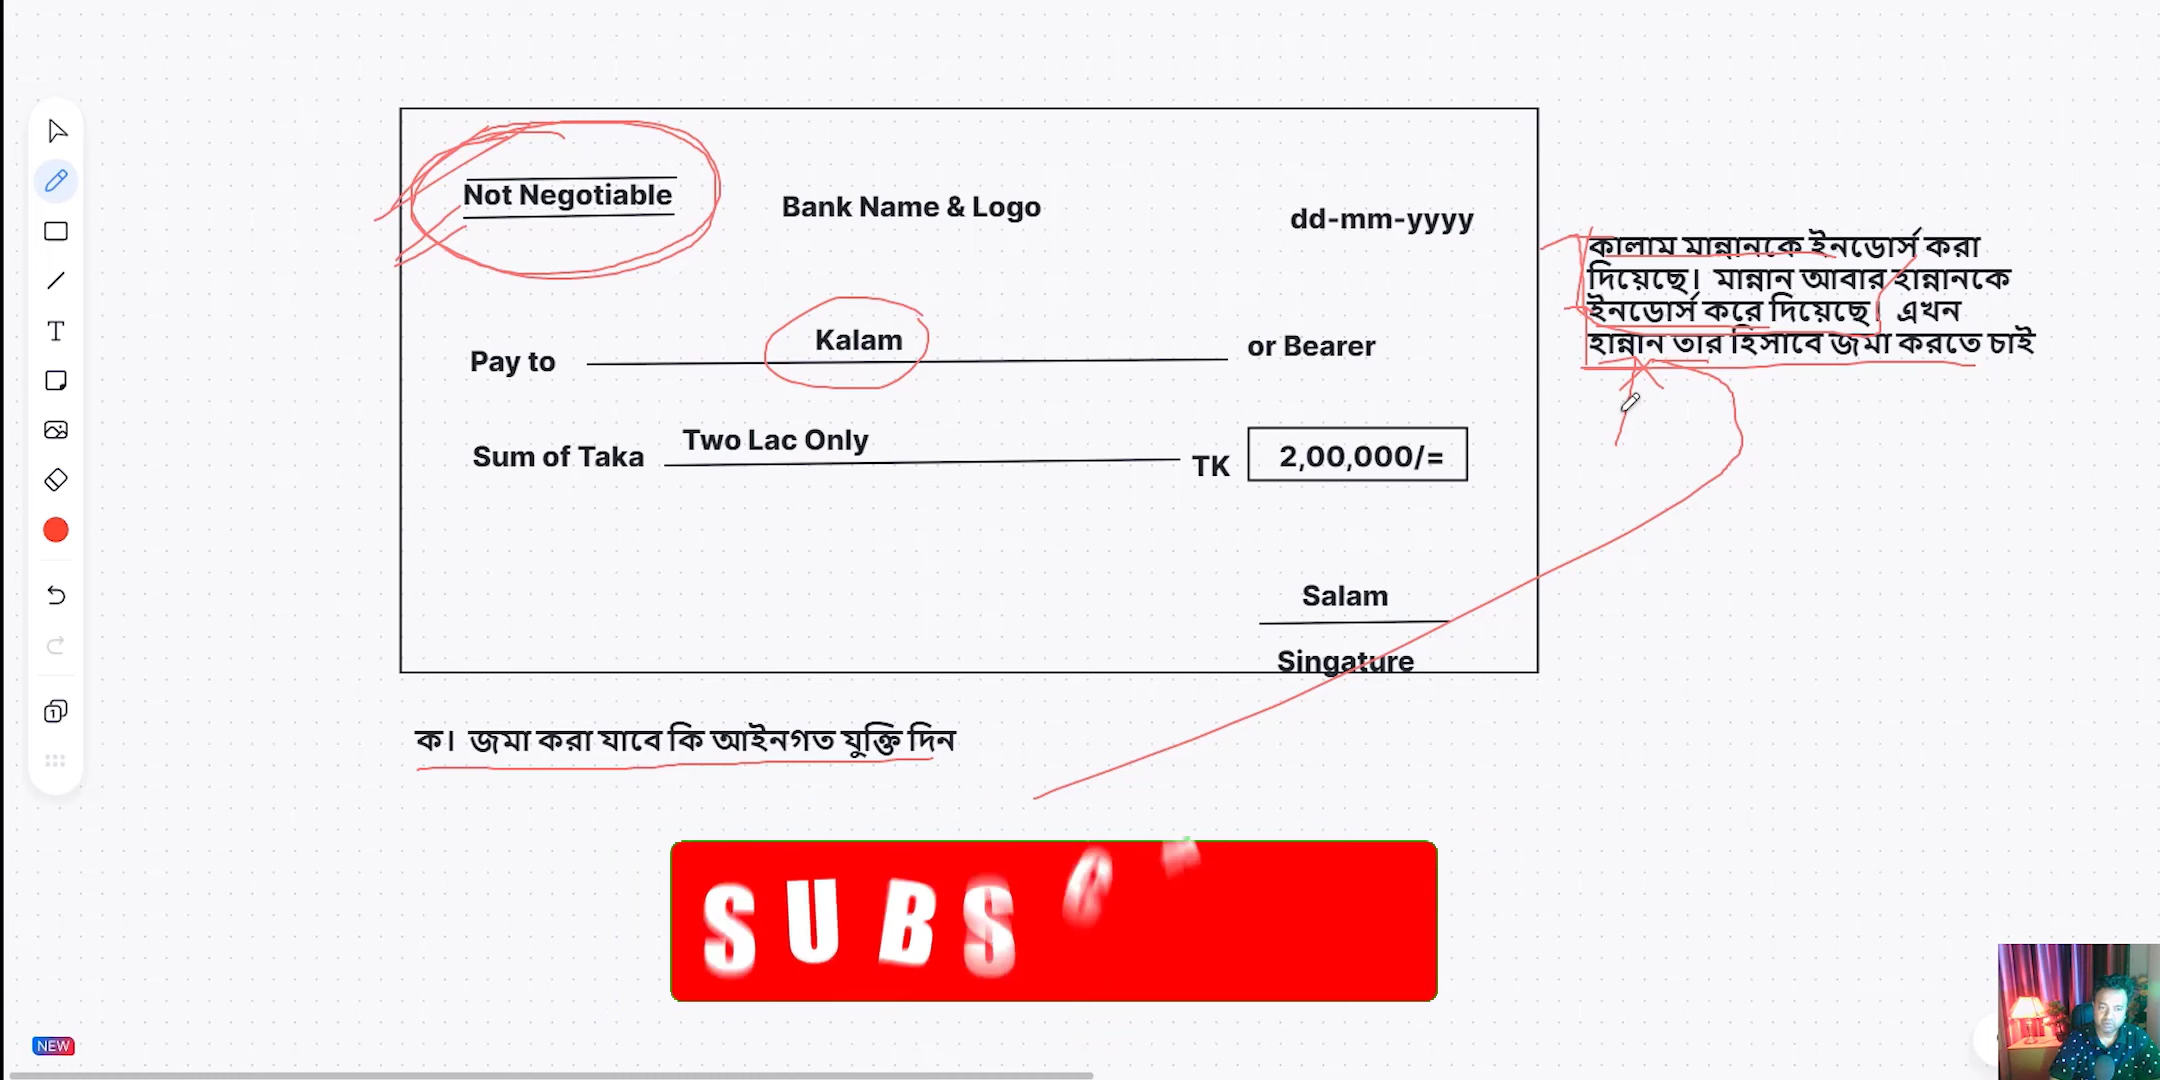 Not Negotiable
Bank Name & Logo
dd-mm-yyyy
কালাম মান্নানকে ইনডোর্স করা
দিয়েছে। মান্নান আবার হান্নানকে
ইনডোর্স করে দিয়েছে। এখন
হান্নান তার হিসাবে জমা করতে চাই
Pay to Kalam or Bearer
Sum of Taka Two Lac Only TK 2,00,000/=
Salam
Singature
ক। জমা করা যাবে কি আইনগত যুক্তি দিন
SUBS
T
1
NEW